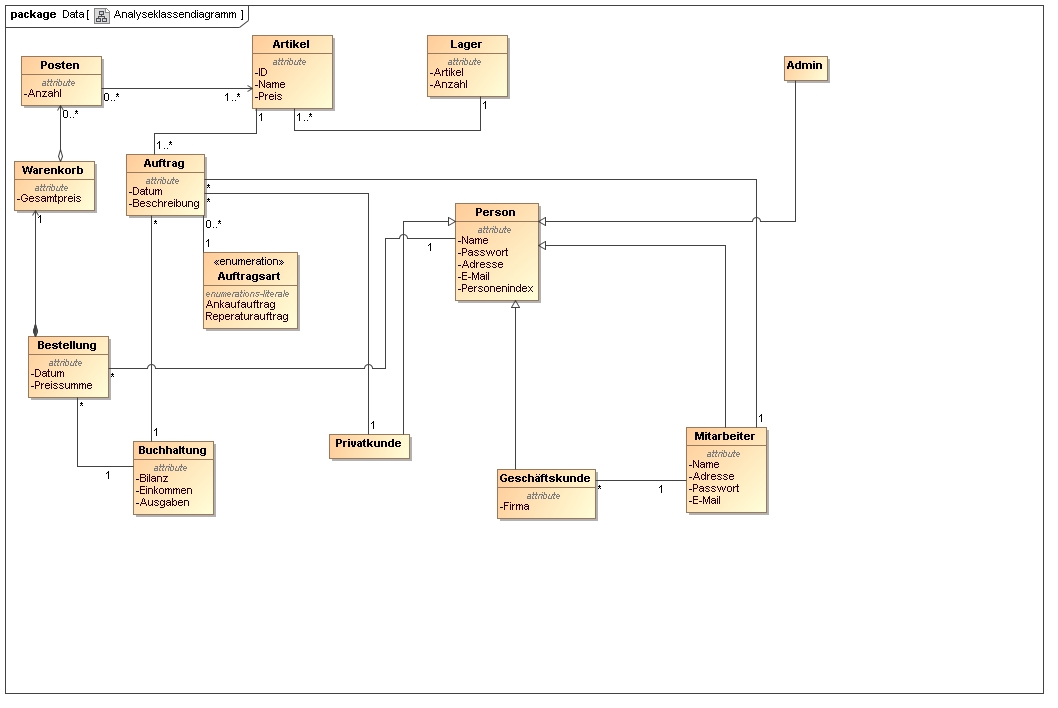 package Data [ Analyseklassendiagramm ]
Posten
attribute
-Anzahl
0..*
1..*
0..*
Artikel
attribute
-ID
-Name
-Preis
1
1..*
Lager
attribute
-Artikel
-Anzahl
1
Admin
Warenkorb
attribute
-Gesamtpreis
1
1..*
Auftrag
attribute
-Datum
-Beschreibung
*
*
*
0..*
1
«enumeration»
Auftragsart
enumerations-literale
Ankaufauftrag
Reperaturauftrag
Person
attribute
-Name
-Passwort
-Adresse
-E-Mail
-Personenindex
1
Bestellung
attribute
-Datum
-Preissumme
*
*
1
1
Buchhaltung
attribute
-Bilanz
-Einkommen
-Ausgaben
1
Privatkunde
Geschäftskunde
attribute
-Firma
*
1
1
Mitarbeiter
attribute
-Name
-Adresse
-Passwort
-E-Mail